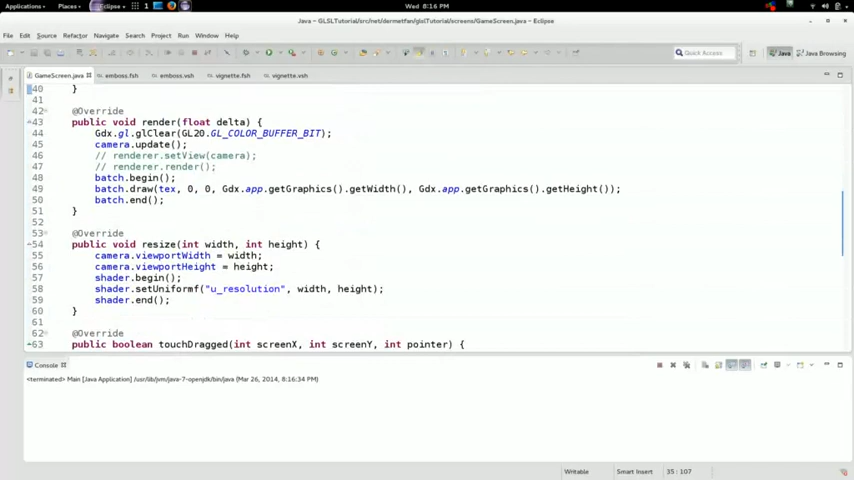 Applications Places Eclipse Wed 8:16 PM
Java - GLSLTutorial/src/net/dermetfan/glslTutorial/screens/GameScreen.java - Eclipse
File Edit Source Refactor Navigate Search Project Run Window Help
Quick Access Java Java Browsing
GameScreen.java emboss.fsh emboss.vsh vignette.fsh vignette.vsh
40 }
41
42 @Override
43 public void render(float delta) {
44 Gdx.gl.glClear(GL20.GL_COLOR_BUFFER_BIT);
45 camera.update();
46 // renderer.setView(camera);
47 // renderer.render();
48 batch.begin();
49 batch.draw(tex, 0, 0, Gdx.app.getGraphics().getWidth(), Gdx.app.getGraphics().getHeight());
50 batch.end();
51 }
52
53 @Override
54 public void resize(int width, int height) {
55 camera.viewportWidth = width;
56 camera.viewportHeight = height;
57 shader.begin();
58 shader.setUniformf("u_resolution", width, height);
59 shader.end();
60 }
61
62 @Override
63 public boolean touchDragged(int screenX, int screenY, int pointer) {
Console
<terminated> Main [Java Application] /usr/lib/jvm/java-7-openjdk/bin/java (Mar 26, 2014, 8:16:34 PM)
Writable Smart Insert 35 : 107